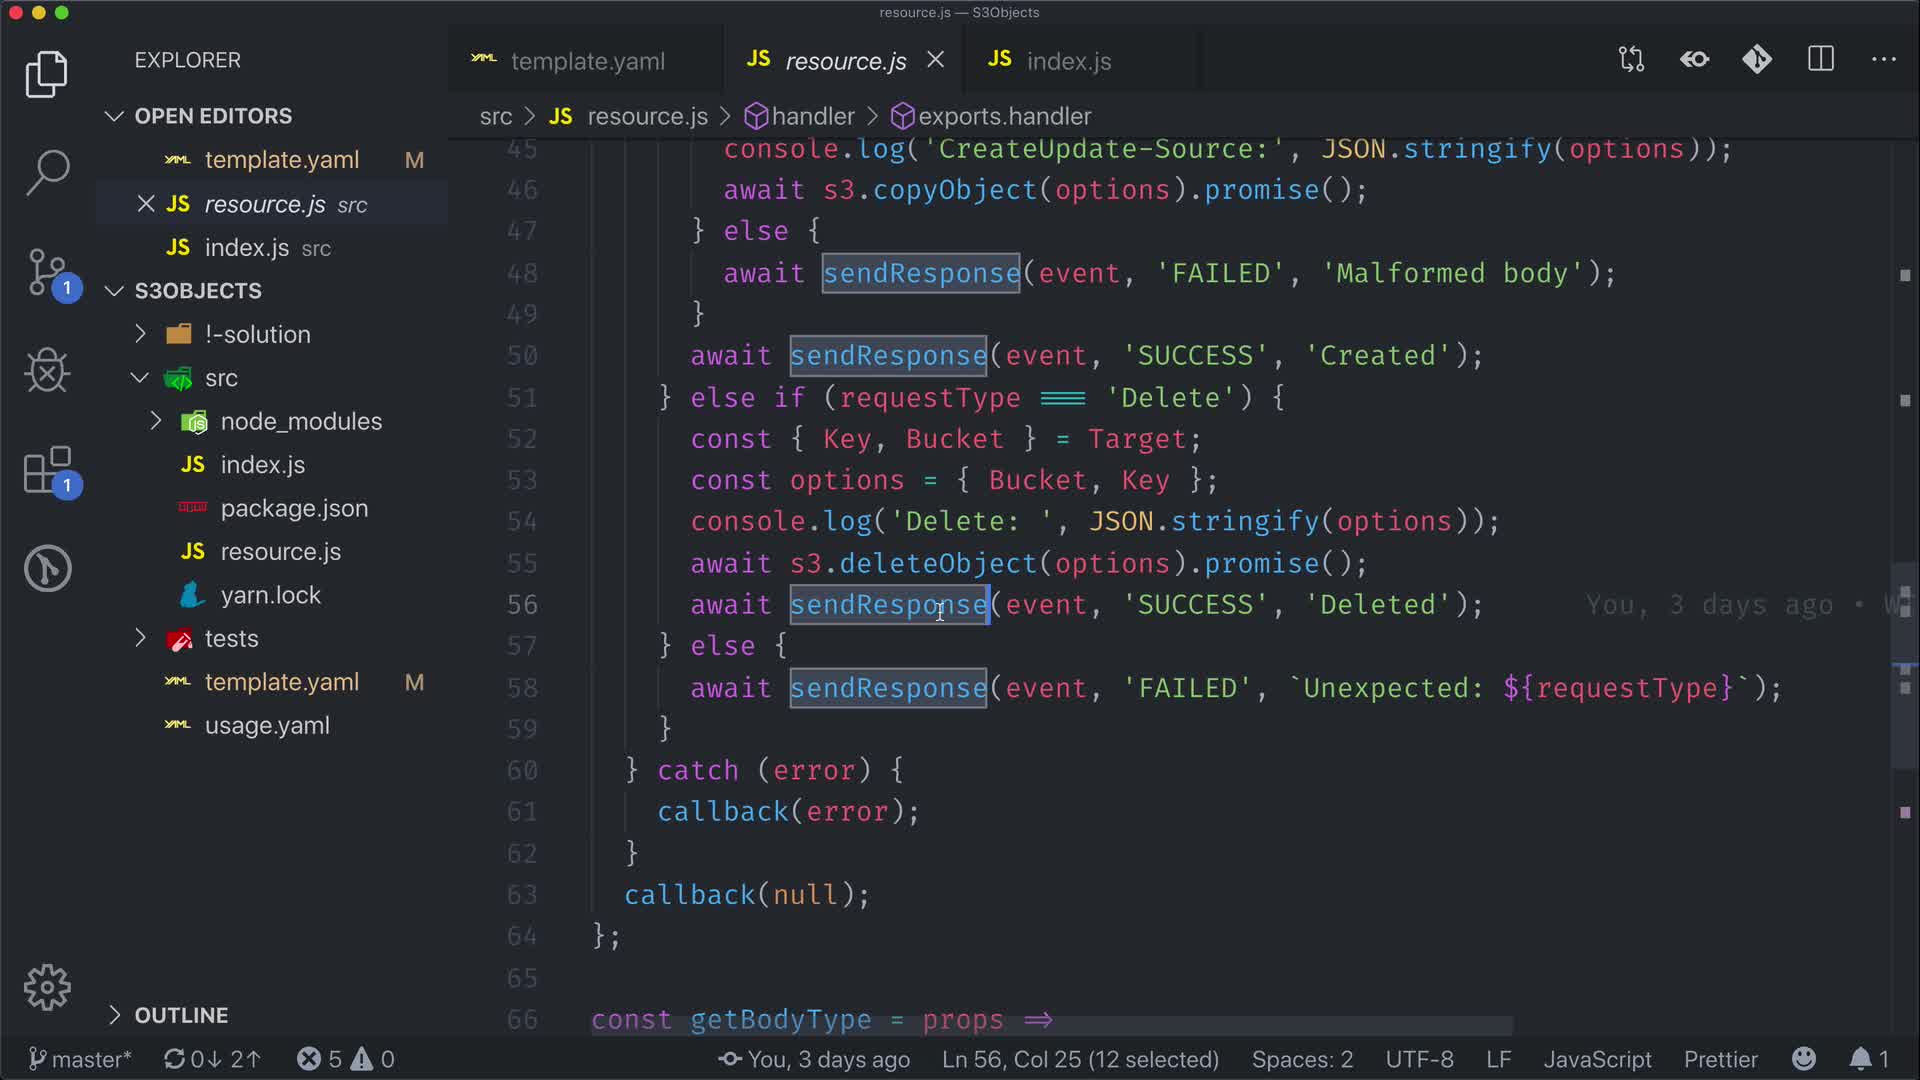 resource.js — S3Objects
EXPLORER
OPEN EDITORS
YAML template.yaml M
JS resource.js src
JS index.js src
1
S3OBJECTS
!-solution
src
node_modules
JS index.js
1
package.json
JS resource.js
yarn.lock
tests
YAML template.yaml M
YAML usage.yaml
OUTLINE
YAML template.yaml
JS resource.js
JS index.js
src > JS resource.js > handler > exports.handler
45 console.log('CreateUpdate-Source:', JSON.stringify(options));
46 await s3.copyObject(options).promise();
47 } else {
48 await sendResponse(event, 'FAILED', 'Malformed body');
49 }
50 await sendResponse(event, 'SUCCESS', 'Created');
51 } else if (requestType === 'Delete') {
52 const { Key, Bucket } = Target;
53 const options = { Bucket, Key };
54 console.log('Delete: ', JSON.stringify(options));
55 await s3.deleteObject(options).promise();
56 await sendResponse(event, 'SUCCESS', 'Deleted'); You, 3 days ago •
57 } else {
58 await sendResponse(event, 'FAILED', `Unexpected: ${requestType}`);
59 }
60 } catch (error) {
61 callback(error);
62 }
63 callback(null);
64 };
65
66 const getBodyType = props =>
master* 0↓ 2↑ 5 0 You, 3 days ago Ln 56, Col 25 (12 selected) Spaces: 2 UTF-8 LF JavaScript Prettier 1